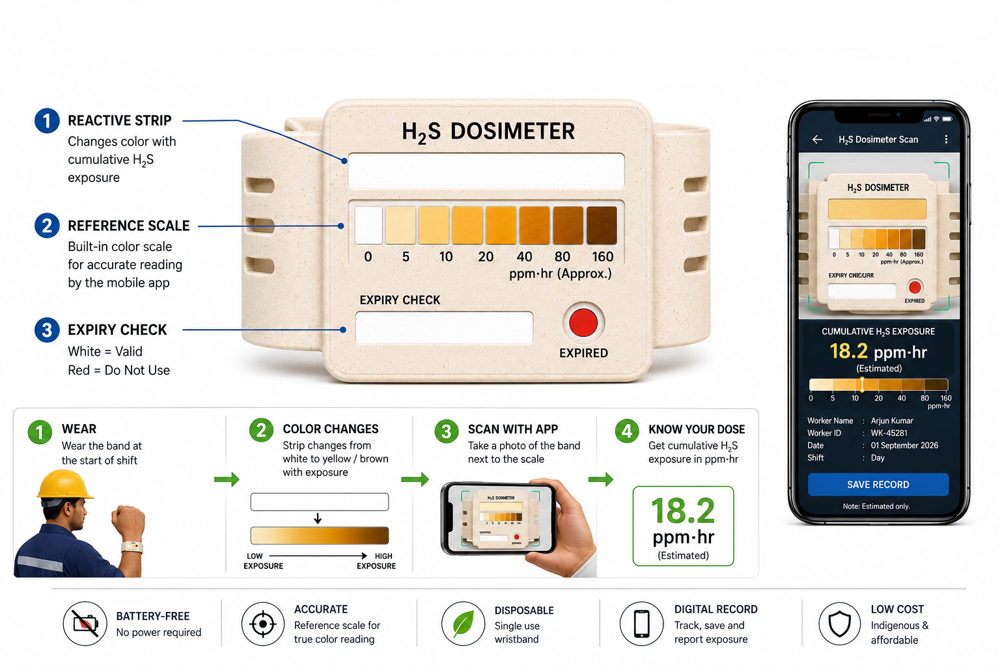 1 REACTIVE STRIP
Changes color with
cumulative H₂S
exposure
2 REFERENCE SCALE
Built-in color scale
for accurate reading
by the mobile app
3 EXPIRY CHECK
White = Valid
Red = Do Not Use
H₂S DOSIMETER
0 5 10 20 40 80 160
ppm·hr (Approx.)
EXPIRY CHECK
EXPIRED
H₂S Dosimeter Scan
H₂S DOSIMETER
0 5 10 20 40 80 160
ppm·hr (Approx.)
EXPIRY
EXPIRED
CUMULATIVE H₂S EXPOSURE
18.2 ppm·hr
(Estimated)
0 5 10 20 40 80 160
ppm·hr
Worker Name : Arjun Kumar
Worker ID : WK-45281
Date : 01 September 2026
Shift : Day
SAVE RECORD
Note: Estimated only.
1 WEAR
Wear the band at
the start of shift
2 COLOR CHANGES
Strip changes from
white to yellow / brown
with exposure
LOW
EXPOSURE
HIGH
EXPOSURE
3 SCAN WITH APP
Take a photo of the band
next to the scale
H₂S DOSIMETER
4 KNOW YOUR DOSE
Get cumulative H₂S
exposure in ppm·hr
18.2
ppm·hr
(Estimated)
BATTERY-FREE
No power required
ACCURATE
Reference scale for
true color reading
DISPOSABLE
Single use
wristband
DIGITAL RECORD
Track, save and
report exposure
LOW COST
Indigenous &
affordable